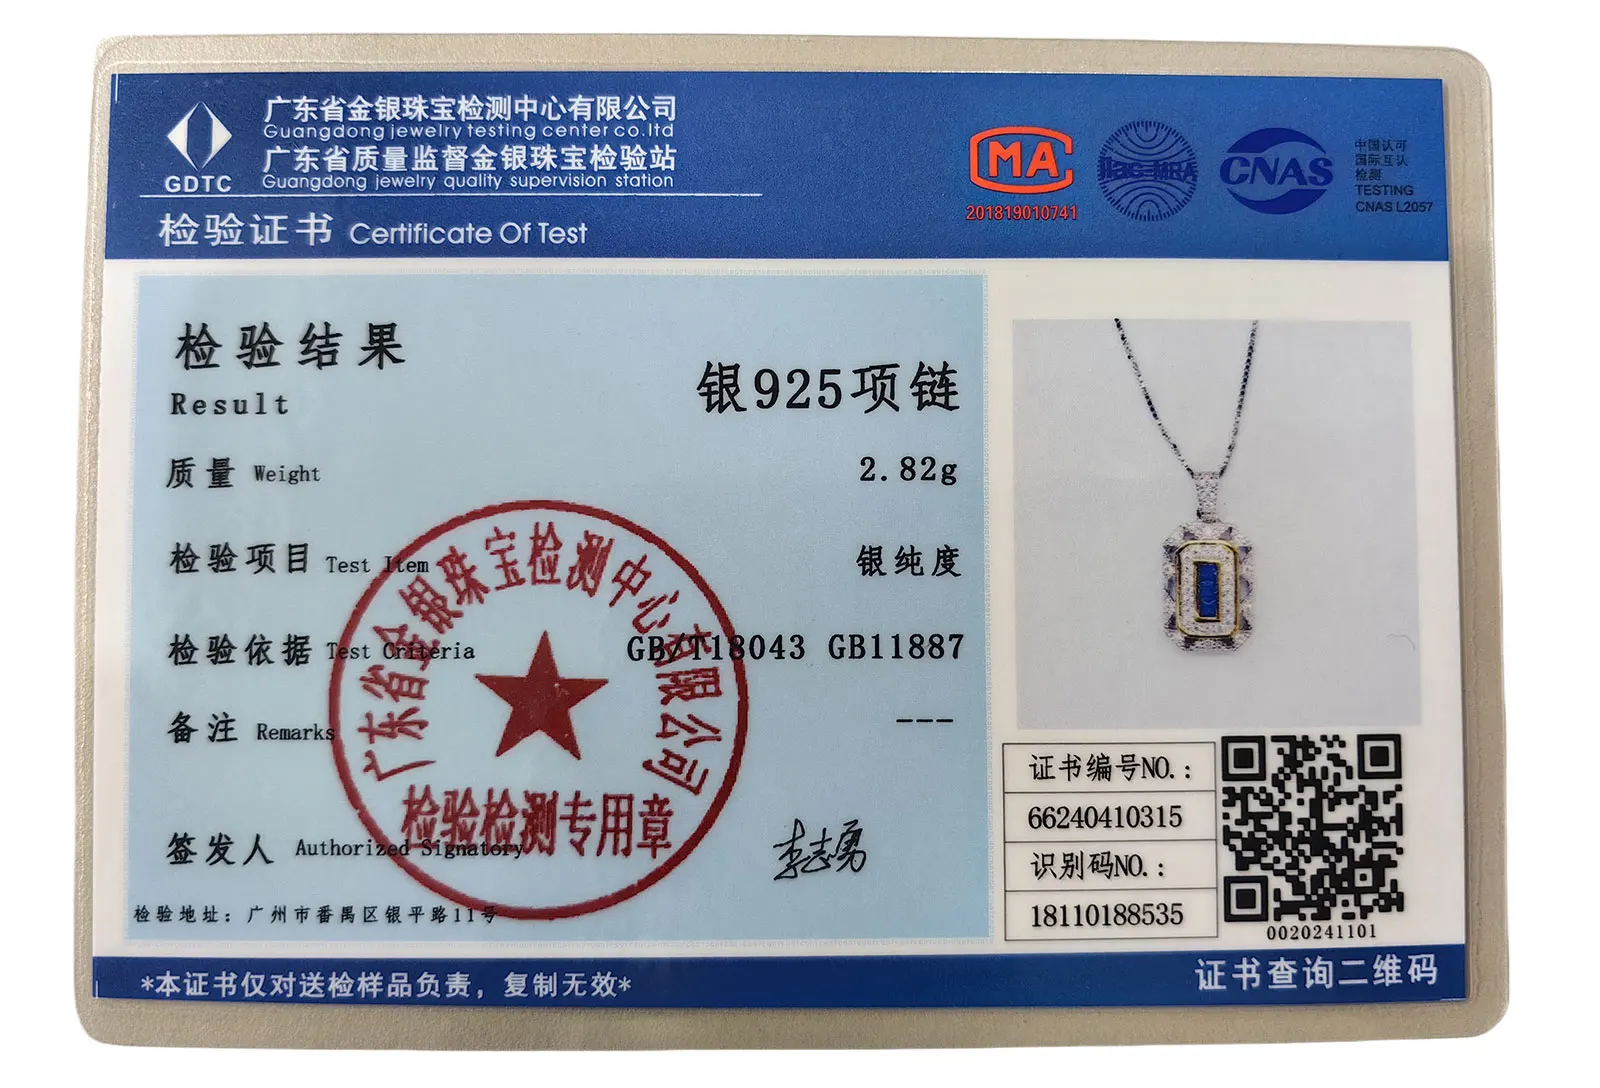 广东省金银珠宝检测中心有限公司
Guangdong jewelry testing center co.ltd
广东省质量监督金银珠宝检验站
Guangdong jewelry quality supervision station
GDTC
检验证书 Certificate Of Test
MA
201819010741
ilac-MRA
CNAS
中国认可
国际互认
检测
TESTING
CNAS L2057
检验结果
Result
银925项链
质量 Weight 2.82g
检验项目 Test Item 银纯度
检验依据 Test Criteria GB/T18043 GB11887
备注 Remarks ---
签发人 Authorized Signatory 李志勇
广东省金银珠宝检测中心有限公司
检验检测专用章
检验地址：广州市番禺区银平路11号
证书编号NO.：
66240410315
识别码NO.：
18110188535
0020241101
*本证书仅对送检样品负责，复制无效*
证书查询二维码